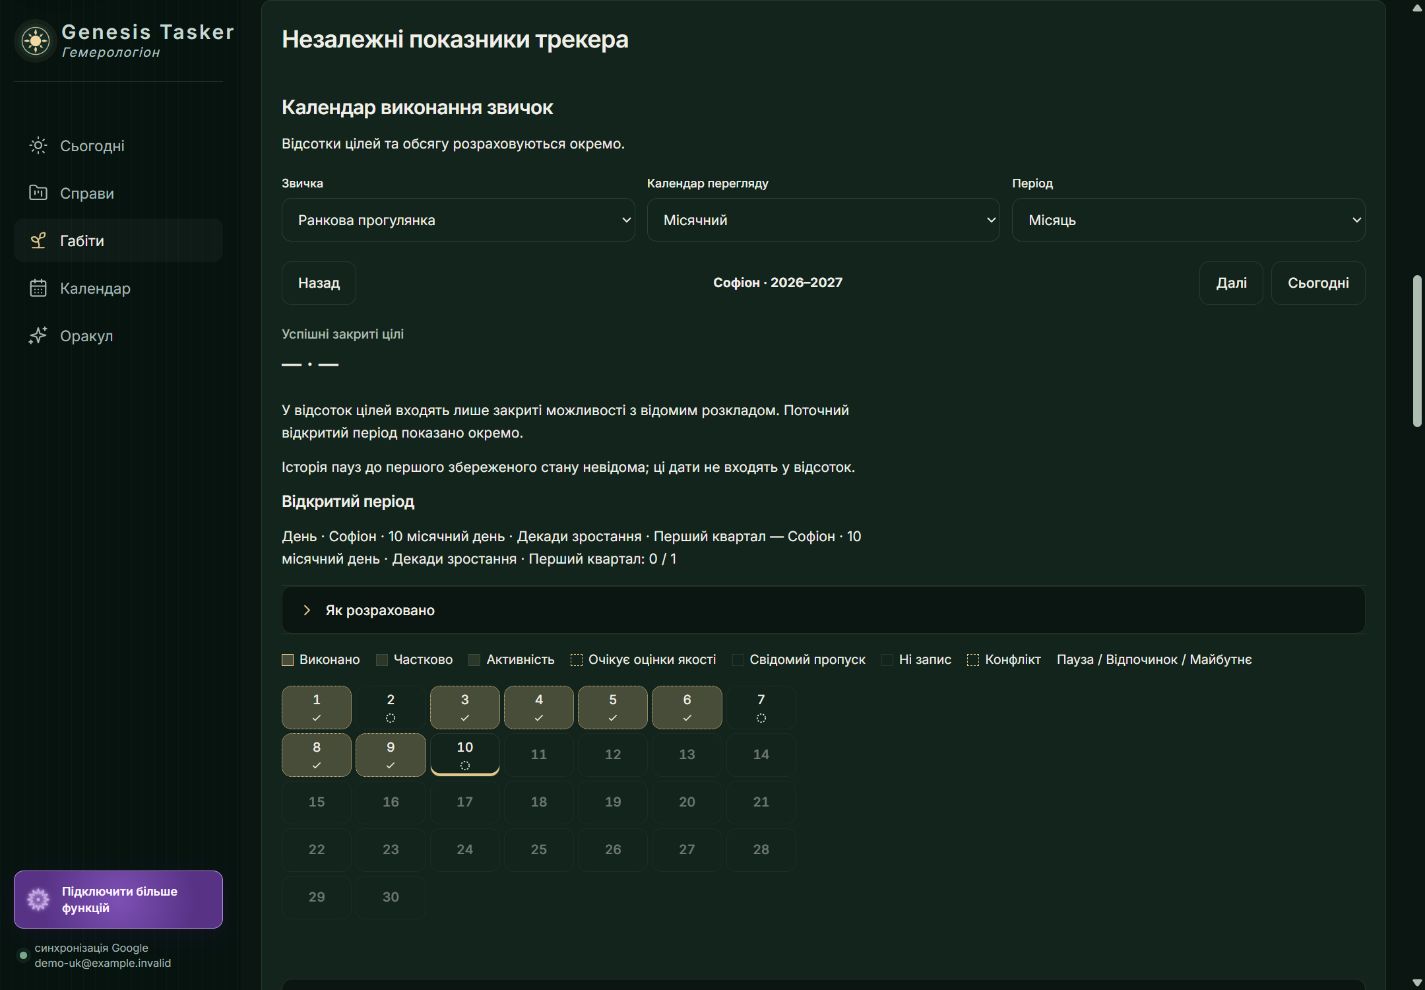 Genesis Tasker
Гемерологіон
Сьогодні
Справи
Габіти
Календар
Оракул
Підключити більше
функцій
синхронізація Google
demo-uk@example.invalid
Незалежні показники трекера
Календар виконання звичок
Відсотки цілей та обсягу розраховуються окремо.
Звичка
Календар перегляду
Період
Ранкова прогулянка
Місячний
Місяць
Назад
Софіон · 2026–2027
Далі
Сьогодні
Успішні закриті цілі
— · —
У відсоток цілей входять лише закриті можливості з відомим розкладом. Поточний
відкритий період показано окремо.
Історія пауз до першого збереженого стану невідома; ці дати не входять у відсоток.
Відкритий період
День · Софіон · 10 місячний день · Декади зростання · Перший квартал — Софіон · 10
місячний день · Декади зростання · Перший квартал: 0 / 1
Як розраховано
Виконано Частково Активність Очікує оцінки якості Свідомий пропуск Ні запис Конфлікт Пауза / Відпочинок / Майбутнє
1 2 3 4 5 6 7
8 9 10 11 12 13 14
15 16 17 18 19 20 21
22 23 24 25 26 27 28
29 30